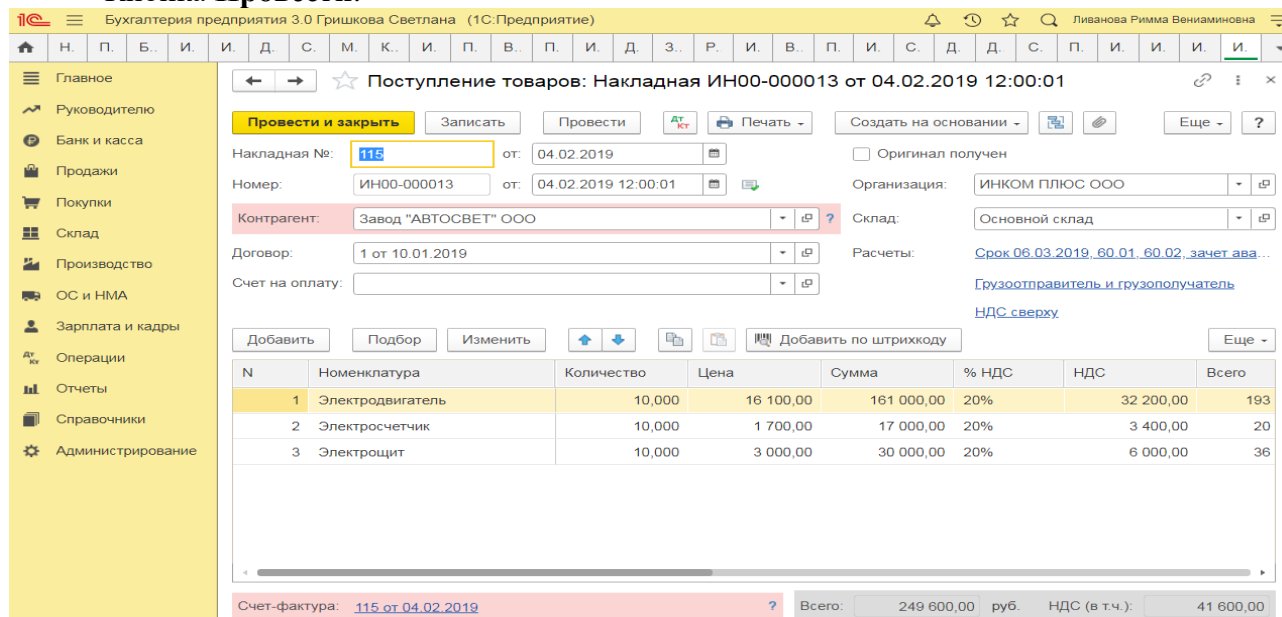 Кнопка Провести.
1С Бухгалтерия предприятия 3.0 Гришкова Светлана (1С:Предприятие) Ливанова Римма Вениаминовна
Н. П. Б.. И. И. Д. С. М. К.. И. П. В.. П. И. Д. З.. Р. И. В.. П. И. С. Д. Д. С. П. И. И. И. И.
Главное
Руководителю
Банк и касса
Продажи
Покупки
Склад
Производство
ОС и НМА
Зарплата и кадры
Операции
Отчеты
Справочники
Администрирование
Поступление товаров: Накладная ИН00-000013 от 04.02.2019 12:00:01
Провести и закрыть Записать Провести Дт Кт Печать Создать на основании Еще ?
Накладная №: 115 от: 04.02.2019 Оригинал получен
Номер: ИН00-000013 от: 04.02.2019 12:00:01 Организация: ИНКОМ ПЛЮС ООО
Контрагент: Завод "АВТОСВЕТ" ООО ? Склад: Основной склад
Договор: 1 от 10.01.2019 Расчеты: Срок 06.03.2019, 60.01, 60.02, зачет ава...
Счет на оплату: Грузоотправитель и грузополучатель
НДС сверху
Добавить Подбор Изменить Добавить по штрихкоду Еще
N Номенклатура Количество Цена Сумма % НДС НДС Всего
1 Электродвигатель 10,000 16 100,00 161 000,00 20% 32 200,00 193
2 Электросчетчик 10,000 1 700,00 17 000,00 20% 3 400,00 20
3 Электрощит 10,000 3 000,00 30 000,00 20% 6 000,00 36
Счет-фактура: 115 от 04.02.2019 ? Всего: 249 600,00 руб. НДС (в т.ч.): 41 600,00